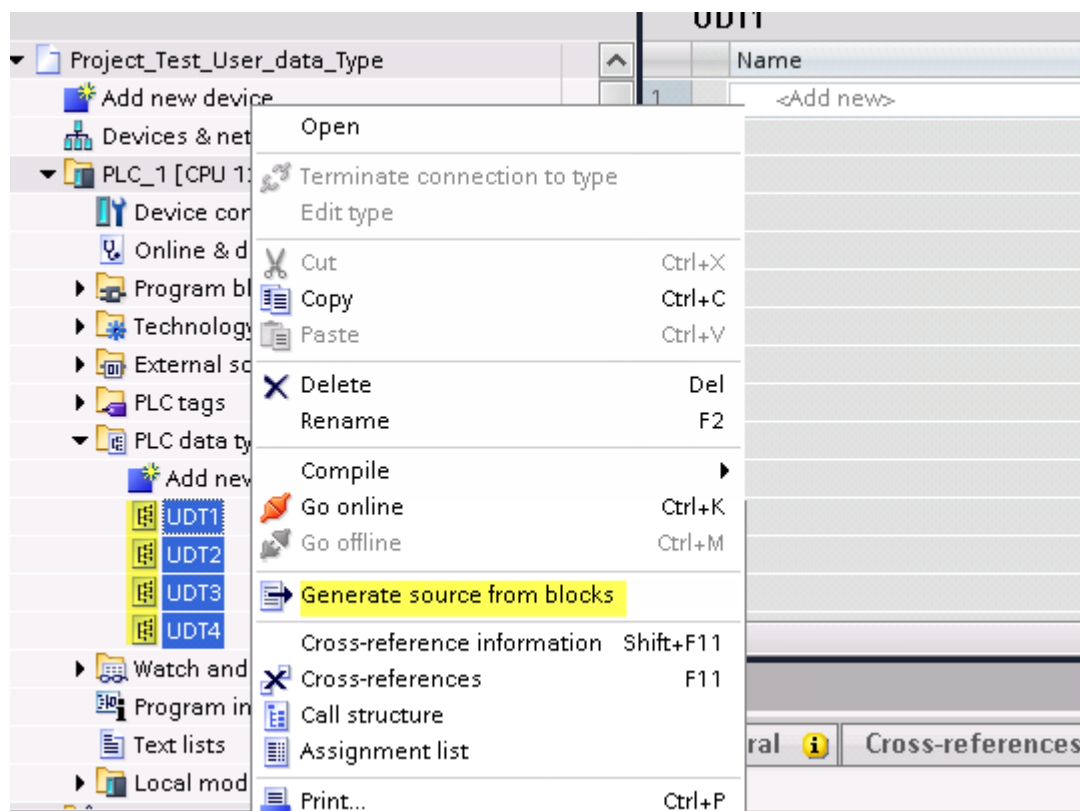 UDT1
Name
Project_Test_User_data_Type
Add new device
1
<Add new>
Open
Devices & net
PLC_1 [CPU 1
Terminate connection to type
Edit type
Device con
Online & d
Cut Ctrl+X
Program bl
Copy Ctrl+C
Technology
Paste Ctrl+V
External so
Delete Del
PLC tags
Rename F2
PLC data ty
Compile
Add new
Go online Ctrl+K
UDT1
Go offline Ctrl+M
UDT2
UDT3
Generate source from blocks
UDT4
Cross-reference information Shift+F11
Watch and
Cross-references F11
Program in
Call structure
Text lists
Assignment list
ral
Cross-references
Local mod
Print... Ctrl+P